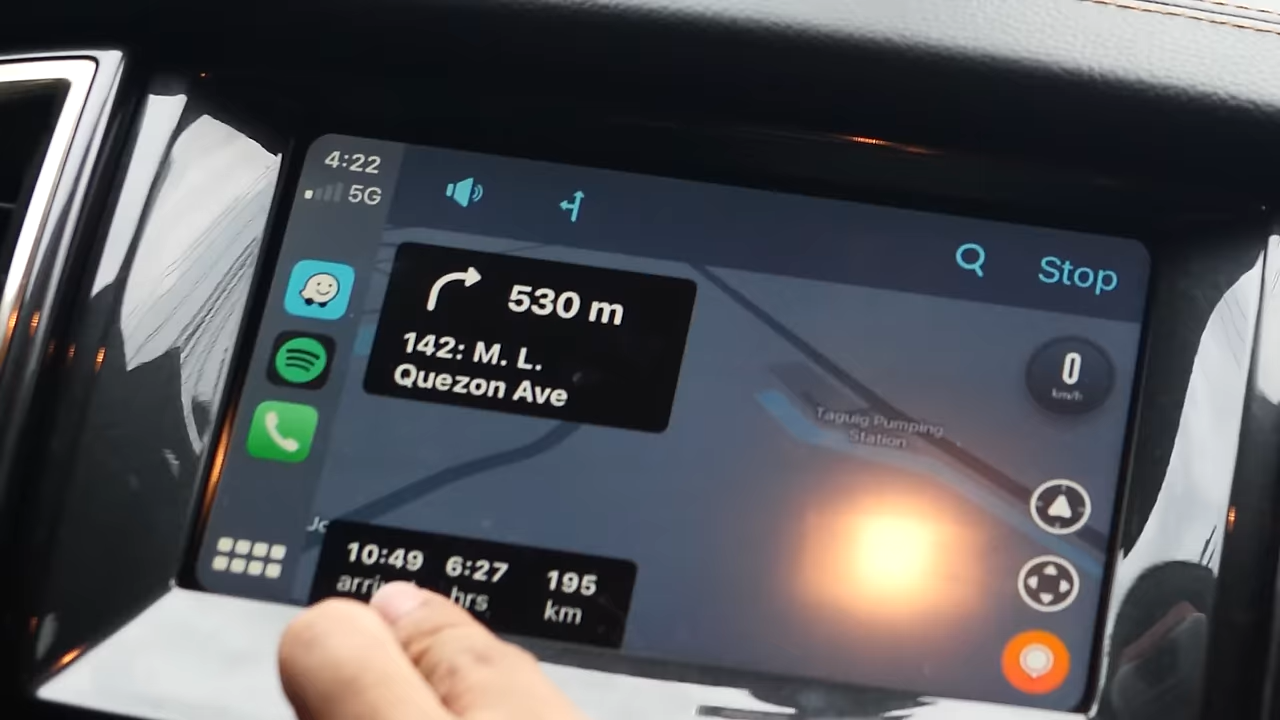 4:22
5G
Stop
530 m
142: M. L.
Quezon Ave
0
km/h
Taguig Pumping
Station
10:49 6:27 195
hrs km